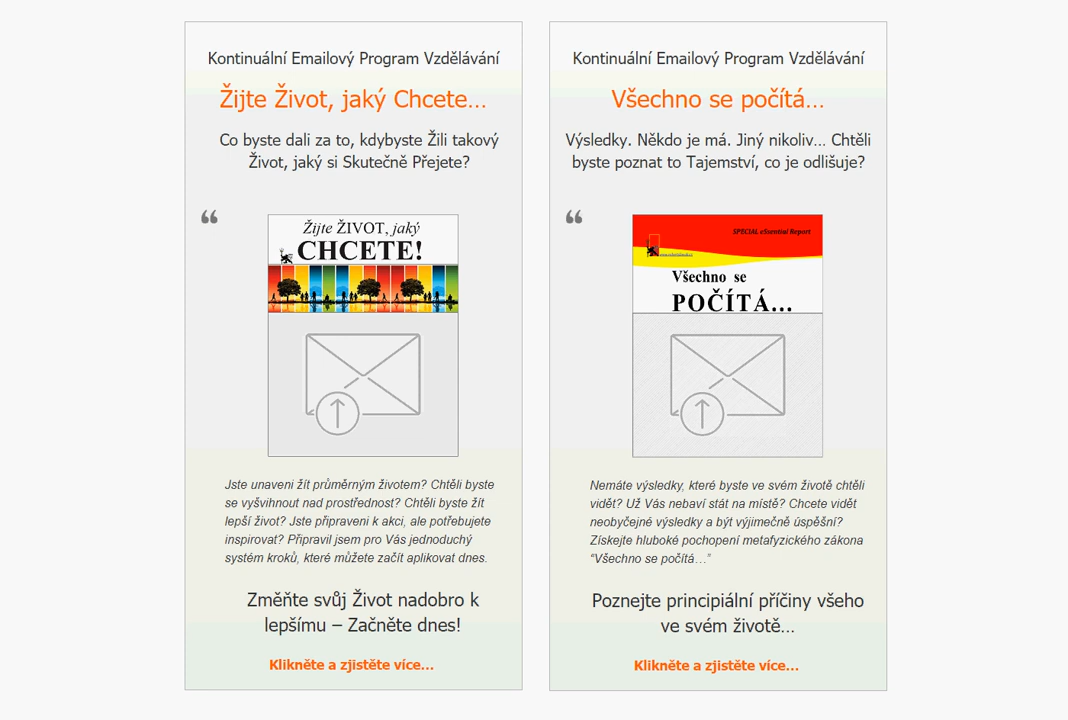 Kontinuální Emailový Program Vzdělávání
Žijte Život, jaký Chcete...
Co byste dali za to, kdybyste Žili takový
Život, jaký si Skutečně Přejete?
“
Žijte ŽIVOT, jaký
CHCETE!
Jste unaveni žít průměrným životem? Chtěli byste
se vyšvihnout nad prostřednost? Chtěli byste žít
lepší život? Jste připraveni k akci, ale potřebujete
inspirovat? Připravil jsem pro Vás jednoduchý
systém kroků, které můžete začít aplikovat dnes.
Změňte svůj Život nadobro k
lepšímu – Začněte dnes!
Klikněte a zjistěte více...
Kontinuální Emailový Program Vzdělávání
Všechno se počítá...
Výsledky. Někdo je má. Jiný nikoliv... Chtěli
byste poznat to Tajemství, co je odlišuje?
“
SPECIAL eSsential Report
Všechno se
POČÍTÁ...
Nemáte výsledky, které byste ve svém životě chtěli
vidět? Už Vás nebaví stát na místě? Chcete vidět
neobyčejné výsledky a být výjimečně úspěšní?
Získejte hluboké pochopení metafyzického zákona
“Všechno se počítá…”
Poznejte principiální příčiny všeho
ve svém životě...
Klikněte a zjistěte více...